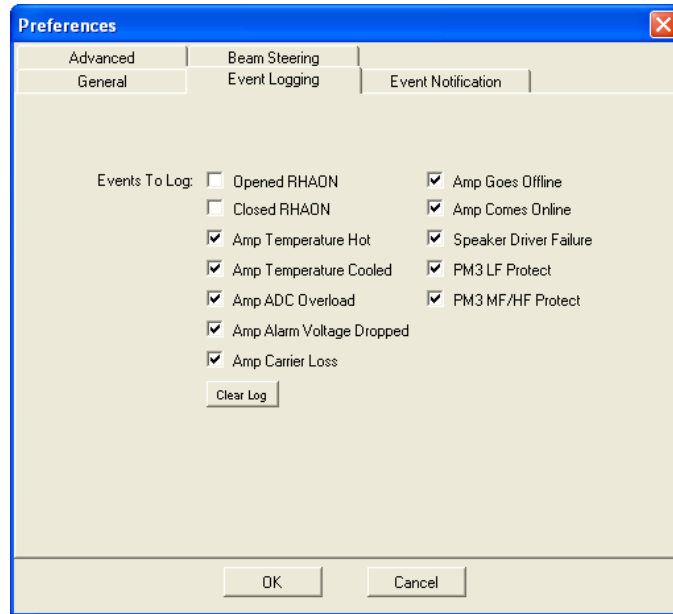 Preferences
Advanced
Beam Steering
General
Event Logging
Event Notification
Events To Log:
Opened RHAON
Closed RHAON
Amp Temperature Hot
Amp Temperature Cooled
Amp ADC Overload
Amp Alarm Voltage Dropped
Amp Carrier Loss
Amp Goes Offline
Amp Comes Online
Speaker Driver Failure
PM3 LF Protect
PM3 MF/HF Protect
Clear Log
OK
Cancel